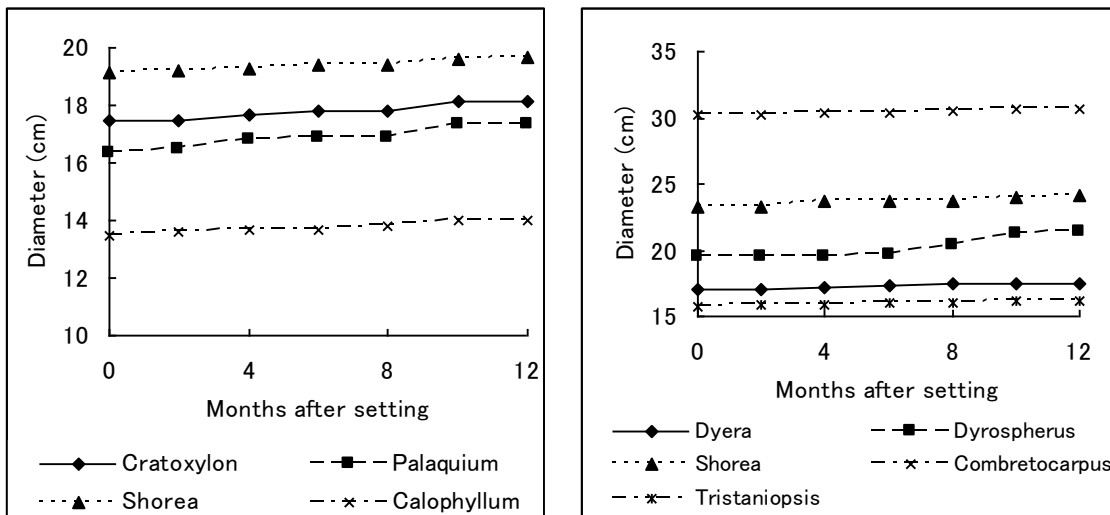 20
18
16
14
12
10
Diameter (cm)
0 4 8 12
Months after setting
Cratoxylon Palaquium
Shorea Calophyllum
35
30
25
20
15
Diameter (cm)
0 4 8 12
Months after setting
Dyera Dyrospherus
Shorea Combretocarpus
Tristaniopsis